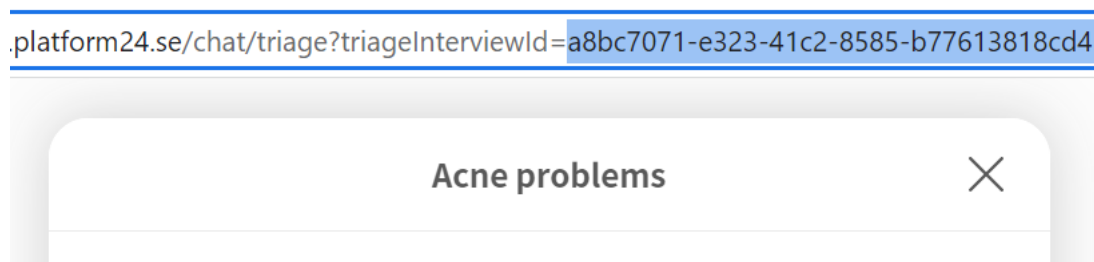 .platform24.se/chat/triage?triageInterviewId=a8bc7071-e323-41c2-8585-b77613818cd4
Acne problems